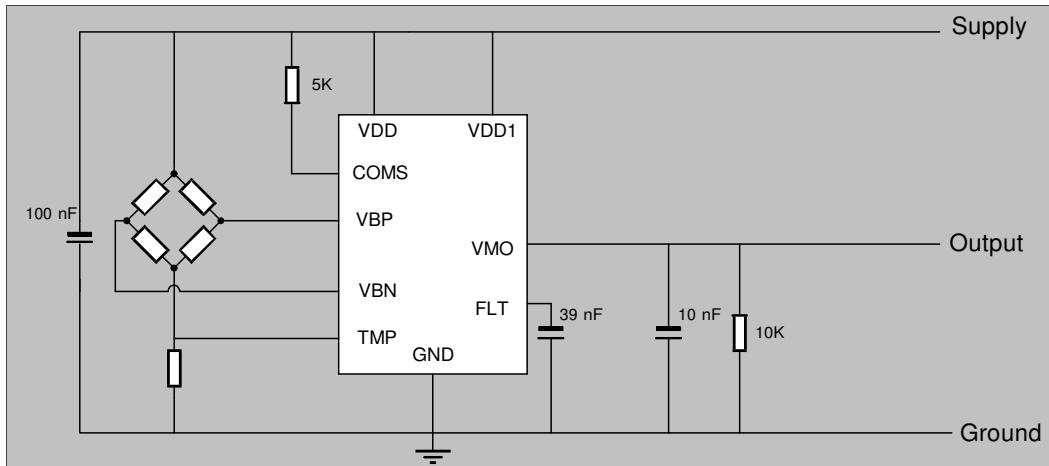 Supply
5K
VDD VDD1
COMS
100 nF
VBP
VMO
Output
VBN
FLT
39 nF
10 nF
TMP
10K
GND
Ground